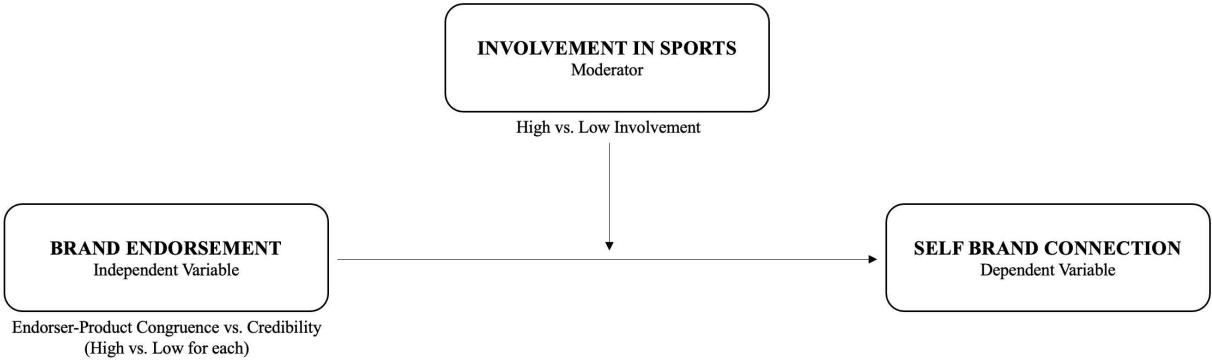 INVOLVEMENT IN SPORTS
Moderator
High vs. Low Involvement
BRAND ENDORSEMENT
Independent Variable
Endorser-Product Congruence vs. Credibility
(High vs. Low for each)
SELF BRAND CONNECTION
Dependent Variable